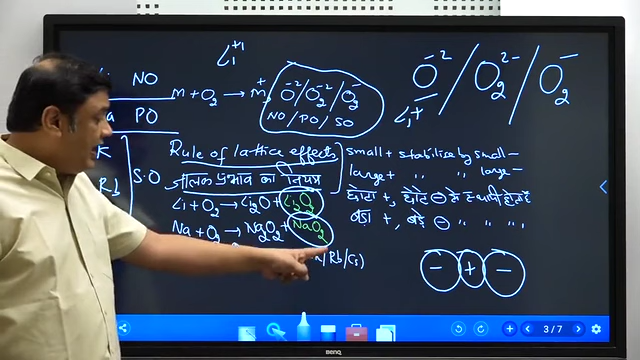 Li⁺¹
NO
a PO
K
Rb
S.O
M + O₂ → M⁺ O⁻² / O₂⁻² / O₂⁻
NO / PO / SO
O⁻² / O₂²⁻ / O₂⁻
Li⁺
Rule of lattice effects
जालक प्रभाव का
small + stabilise by small −
large + " " large −
छोटा +, छोटे ⊖ से स्थायी होता है
बड़ा +, बड़े ⊖ " " "
Li + O₂ → Li₂O + Li₂O₂
Na + O₂ → Na₂O₂ + NaO₂
/Rb/Cs)
− + −
3/7
BenQ